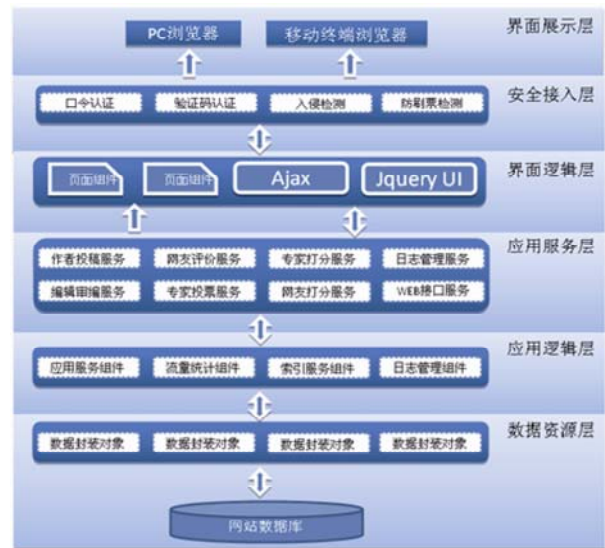 PC浏览器
移动终端浏览器
界面展示层
口令认证
验证码认证
入侵检测
防刷票检测
安全接入层
页面组件
页面组件
Ajax
Jquery UI
界面逻辑层
作者投稿服务
网友评价服务
专家打分服务
日志管理服务
编辑审编服务
专家投票服务
网友打分服务
WEB接口服务
应用服务层
应用服务组件
流量统计组件
索引服务组件
日志管理组件
应用逻辑层
数据封装对象
数据封装对象
数据封装对象
数据封装对象
数据资源层
网站数据库